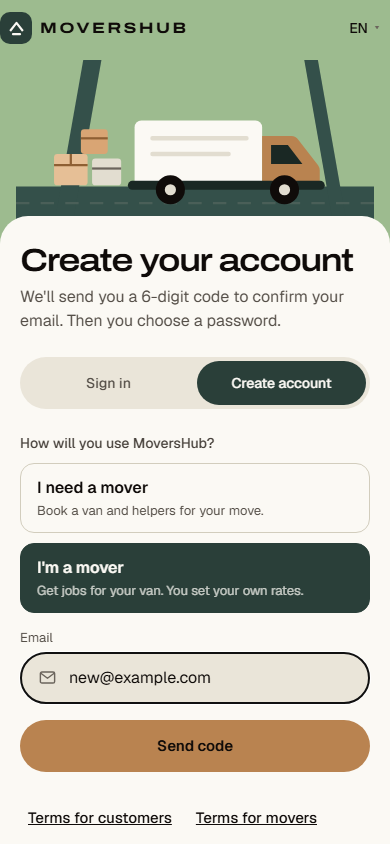 MOVERSHUB
EN
Create your account
We'll send you a 6-digit code to confirm your
email. Then you choose a password.
Sign in
Create account
How will you use MoversHub?
I need a mover
Book a van and helpers for your move.
I'm a mover
Get jobs for your van. You set your own rates.
Email
new@example.com
Send code
Terms for customers
Terms for movers